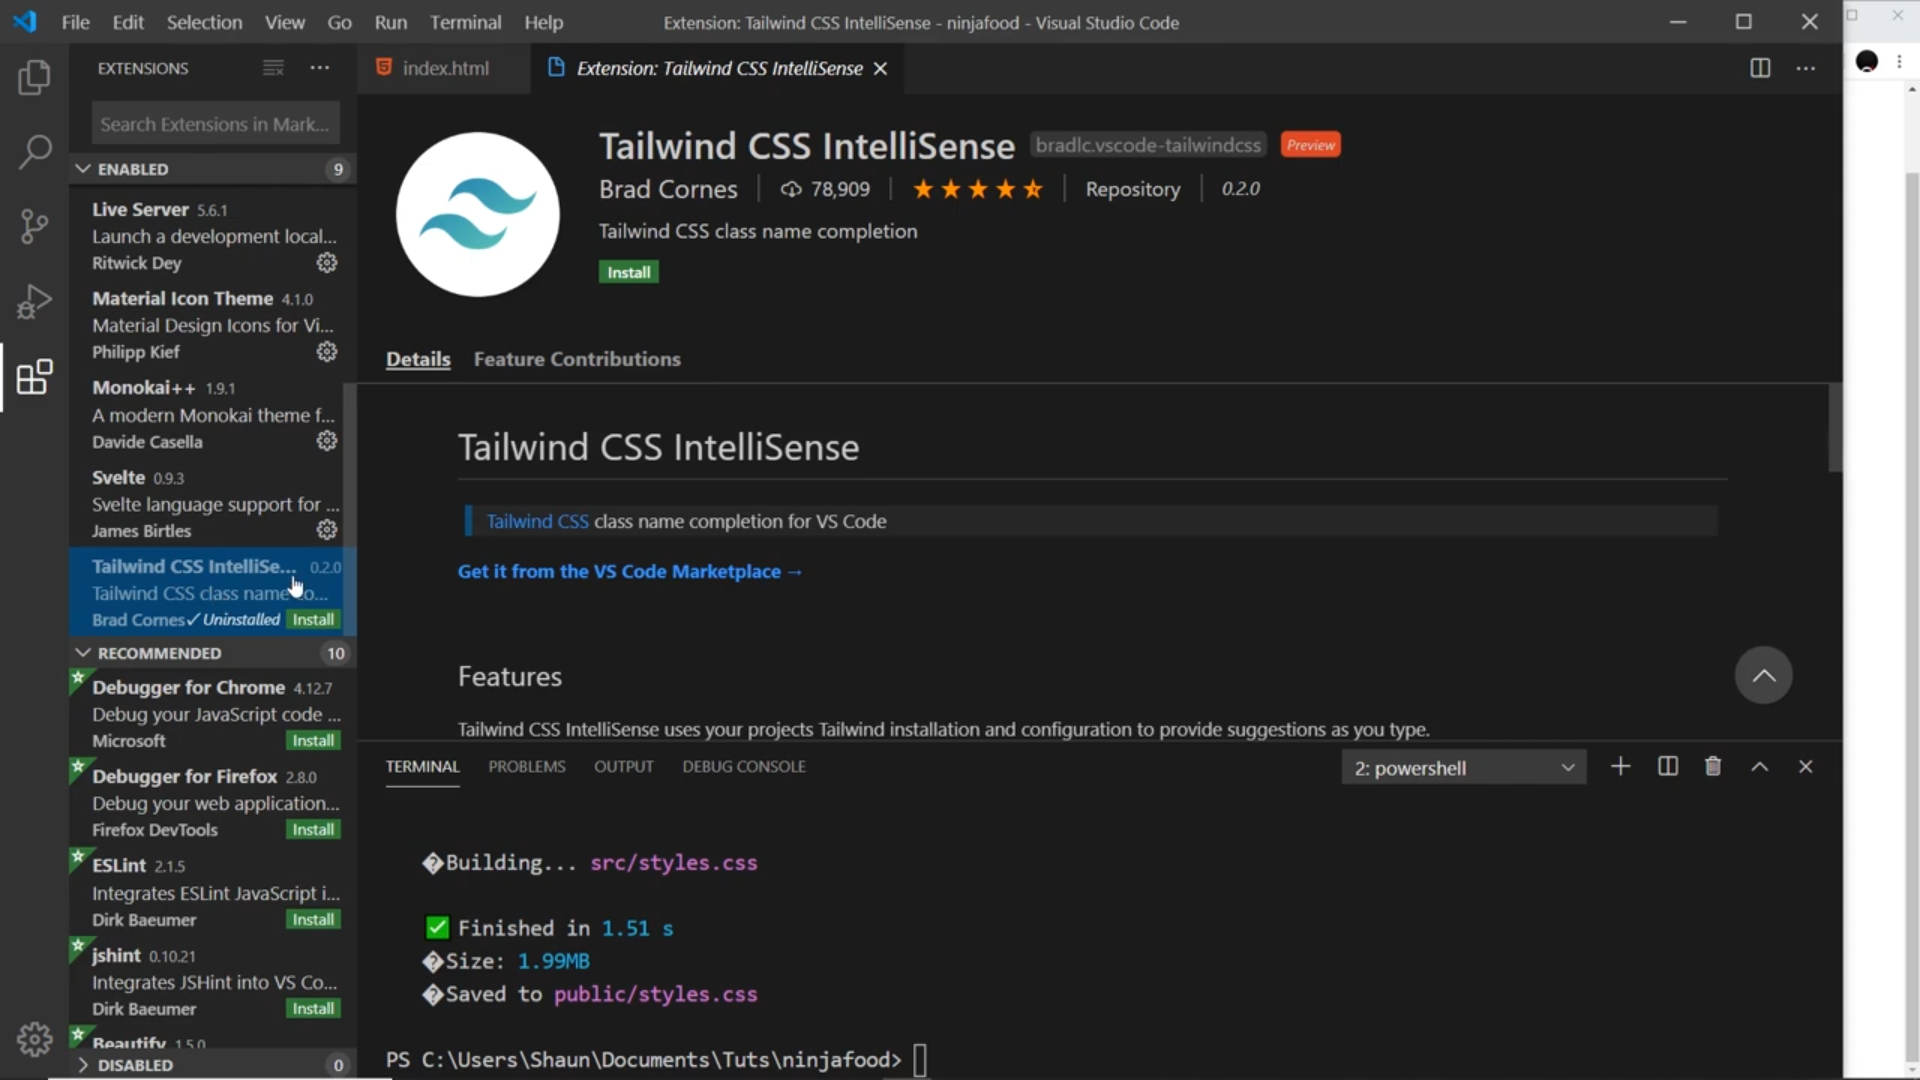 File Edit Selection View Go Run Terminal Help
Extension: Tailwind CSS IntelliSense - ninjafood - Visual Studio Code
EXTENSIONS
index.html
Extension: Tailwind CSS IntelliSense
Search Extensions in Mark...
ENABLED 9
Live Server 5.6.1
Launch a development local...
Ritwick Dey
Material Icon Theme 4.1.0
Material Design Icons for Vi...
Philipp Kief
Monokai++ 1.9.1
A modern Monokai theme f...
Davide Casella
Svelte 0.9.3
Svelte language support for ...
James Birtles
Tailwind CSS IntelliSe... 0.2.0
Tailwind CSS class name co...
Brad Cornes ✓ Uninstalled Install
RECOMMENDED 10
Debugger for Chrome 4.12.7
Debug your JavaScript code ...
Microsoft Install
Debugger for Firefox 2.8.0
Debug your web application...
Firefox DevTools Install
ESLint 2.1.5
Integrates ESLint JavaScript i...
Dirk Baeumer Install
jshint 0.10.21
Integrates JSHint into VS Co...
Dirk Baeumer Install
Beautify 1.5.0
DISABLED 0
Tailwind CSS IntelliSense bradlc.vscode-tailwindcss Preview
Brad Cornes 78,909 Repository 0.2.0
Tailwind CSS class name completion
Install
Details Feature Contributions
Tailwind CSS IntelliSense
Tailwind CSS class name completion for VS Code
Get it from the VS Code Marketplace →
Features
Tailwind CSS IntelliSense uses your projects Tailwind installation and configuration to provide suggestions as you type.
TERMINAL PROBLEMS OUTPUT DEBUG CONSOLE 2: powershell
�Building... src/styles.css
✅ Finished in 1.51 s
�Size: 1.99MB
�Saved to public/styles.css
PS C:\Users\Shaun\Documents\Tuts\ninjafood>